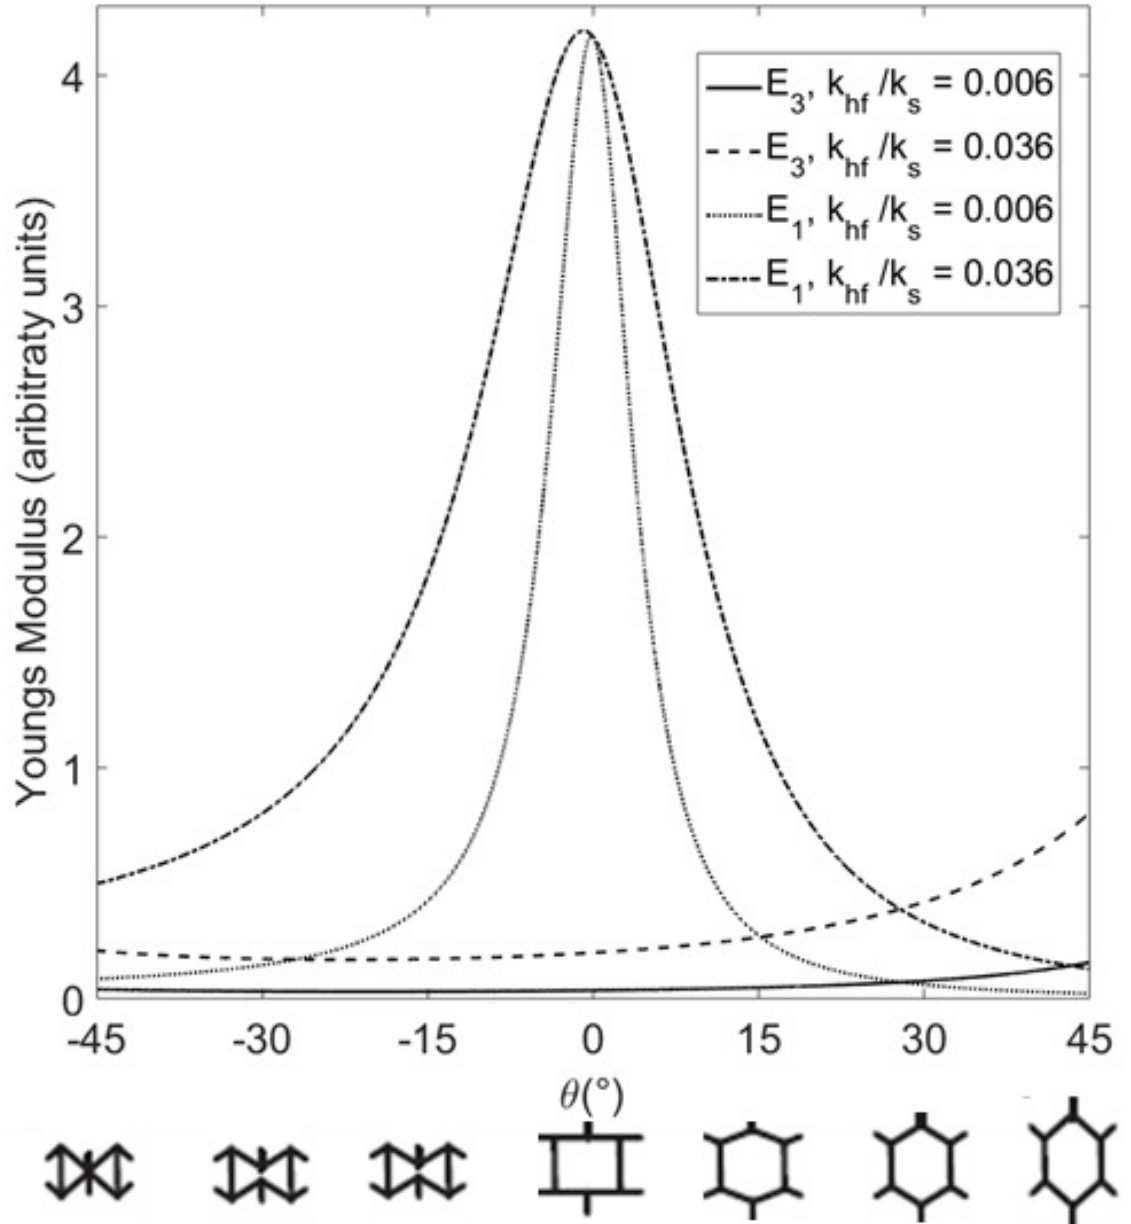 4
3
2
1
0
Youngs Modulus (aribitraty units)
E3, khf /ks = 0.006
E3, khf /ks = 0.036
E1, khf /ks = 0.006
E1, khf /ks = 0.036
-45 -30 -15 0 15 30 45
θ(°)